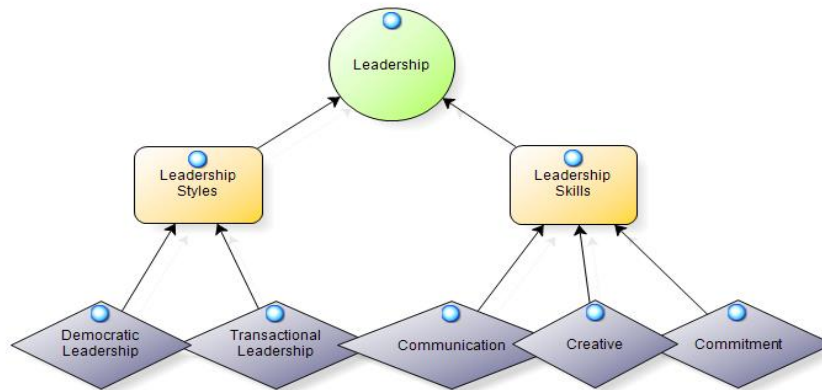 Leadership
Leadership
Styles
Leadership
Skills
Democratic
Leadership
Transactional
Leadership
Communication
Creative
Commitment